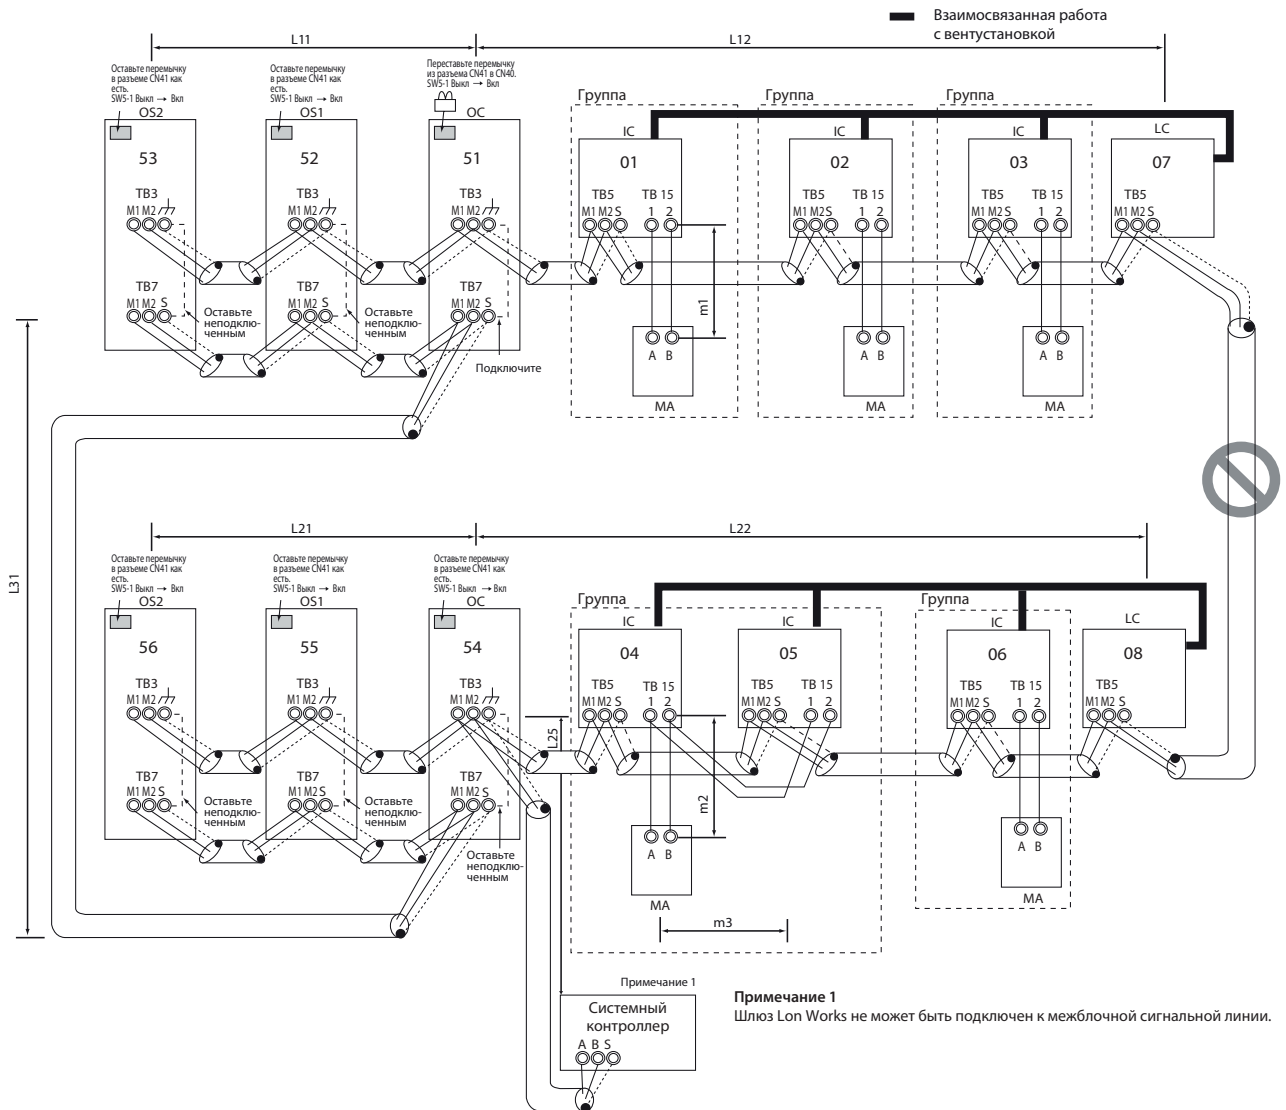 Взаимосвязанная работа
с вентустановкой
L11
L12
Оставьте перемычку
в разъеме CN41 как
есть.
SW5-1 Выкл → Вкл
OS2
Оставьте перемычку
в разъеме CN41 как
есть.
SW5-1 Выкл → Вкл
OS1
Переставьте перемычку
из разъема CN41 в CN40.
SW5-1 Выкл → Вкл
OC
Группа
Группа
Группа
IC
IC
IC
LC
53
52
51
01
02
03
07
TB3
M1 M2
TB3
M1 M2
TB3
M1 M2
TB5
M1 M2 S
TB 15
1 2
TB5
M1 M2 S
TB 15
1 2
TB5
M1 M2 S
TB 15
1 2
TB5
M1 M2 S
TB7
M1 M2 S
Оставьте
неподклю-
ченным
TB7
M1 M2 S
Оставьте
неподклю-
ченным
TB7
M1 M2 S
Подключите
m1
A B
MA
A B
MA
A B
MA
L31
L21
L22
Оставьте перемычку
в разъеме CN41 как
есть.
SW5-1 Выкл → Вкл
OS2
Оставьте перемычку
в разъеме CN41 как
есть.
SW5-1 Выкл → Вкл
OS1
Оставьте перемычку
в разъеме CN41 как
есть.
SW5-1 Выкл → Вкл
OC
Группа
Группа
IC
IC
IC
LC
56
55
54
04
05
06
08
TB3
M1 M2
TB3
M1 M2
TB3
M1 M2
TB5
M1 M2 S
TB 15
1 2
TB5
M1 M2 S
TB 15
1 2
TB5
M1 M2 S
TB 15
1 2
TB5
M1 M2 S
L25
TB7
M1 M2 S
Оставьте
неподклю-
ченным
TB7
M1 M2 S
Оставьте
неподклю-
ченным
TB7
M1 M2 S
Оставьте
неподклю-
ченным
m2
A B
MA
m3
A B
MA
Примечание 1
Системный
контроллер
A B S
Примечание 1
Шлюз Lon Works не может быть подключен к межблочной сигнальной линии.